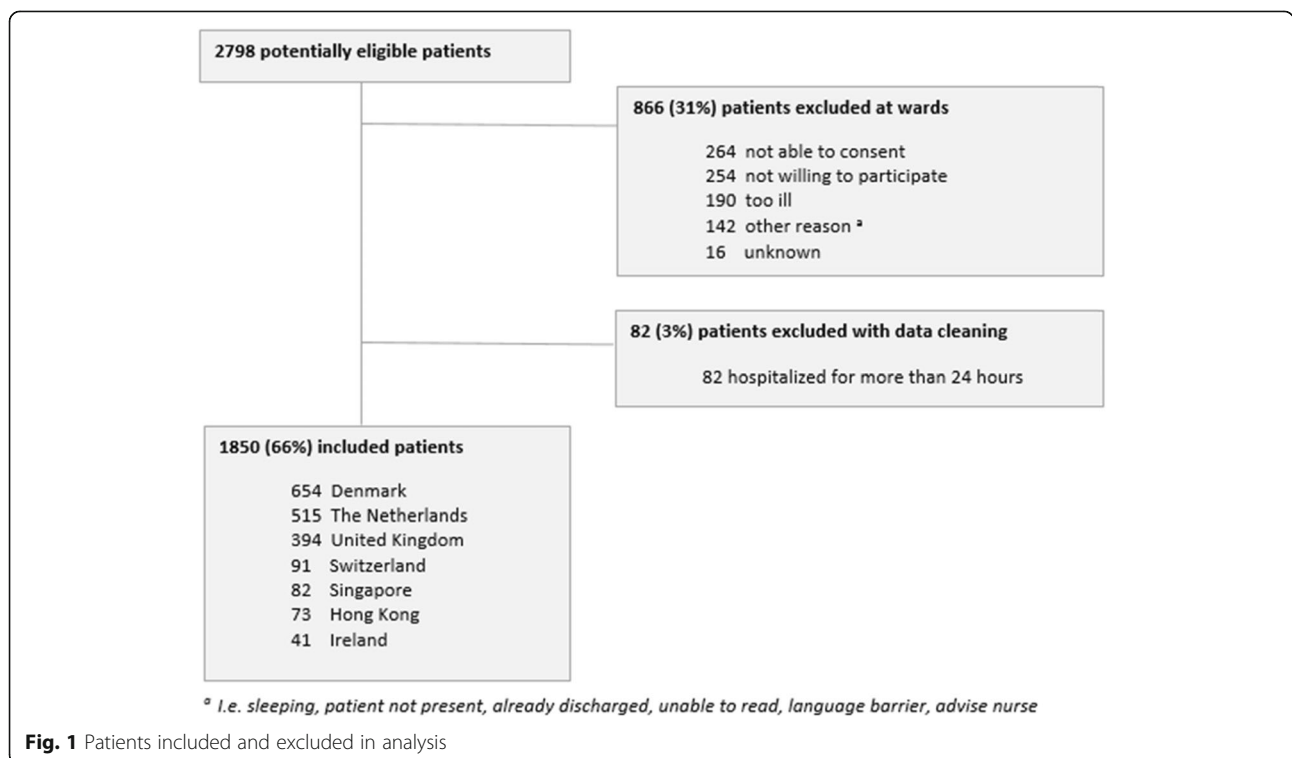 2798 potentially eligible patients
866 (31%) patients excluded at wards
264 not able to consent
254 not willing to participate
190 too ill
142 other reason ª
16 unknown
82 (3%) patients excluded with data cleaning
82 hospitalized for more than 24 hours
1850 (66%) included patients
654 Denmark
515 The Netherlands
394 United Kingdom
91 Switzerland
82 Singapore
73 Hong Kong
41 Ireland
ª I.e. sleeping, patient not present, already discharged, unable to read, language barrier, advise nurse
Fig. 1 Patients included and excluded in analysis